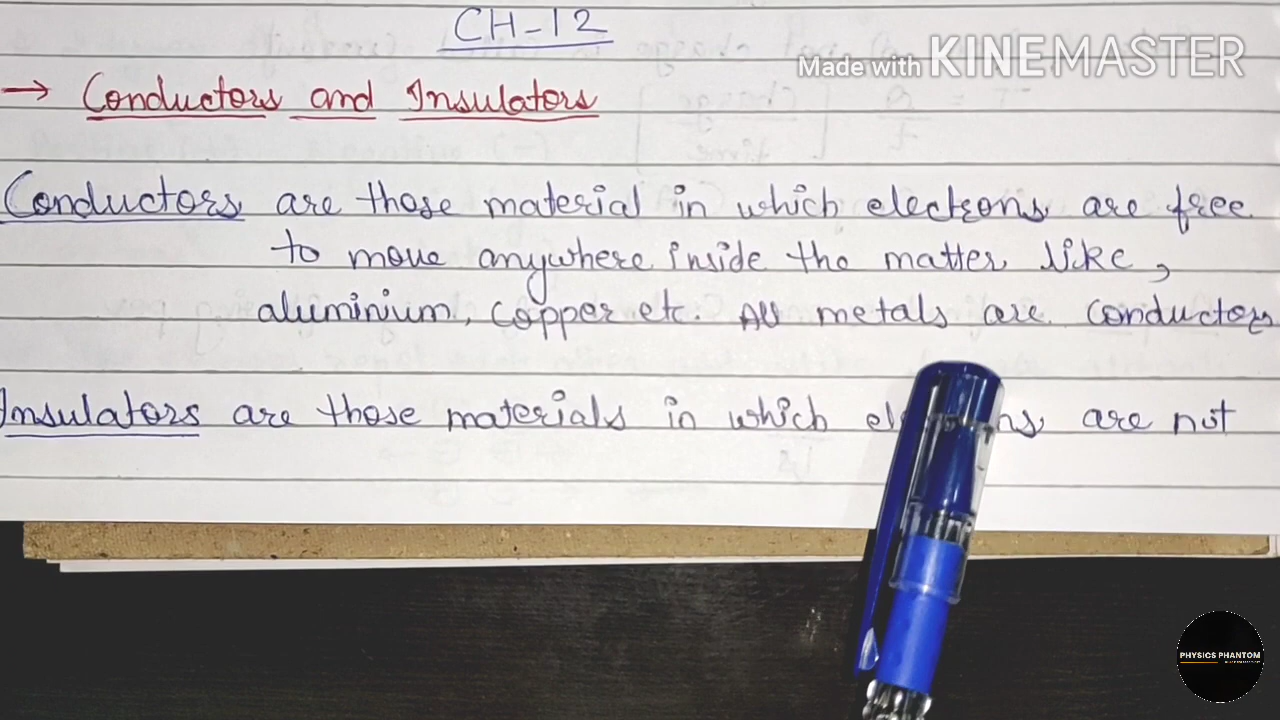 CH-12
Made with KINEMASTER
→ Conductors and Insulators
Conductors are those material in which electrons are free
to move anywhere inside the matter like,
aluminium, copper etc. All metals are conductors
Insulators are those materials in which are not
PHYSICS PHANTOM